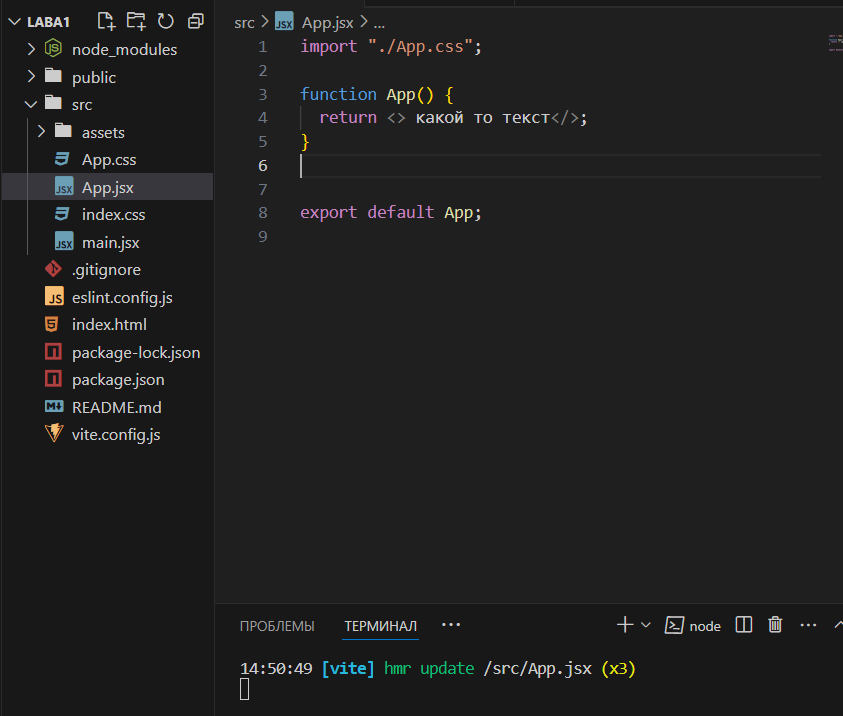 LABA1
node_modules
public
src
assets
App.css
App.jsx
index.css
main.jsx
.gitignore
eslint.config.js
index.html
package-lock.json
package.json
README.md
vite.config.js
src > App.jsx > ...
1 import "./App.css";
2
3 function App() {
4 return <> какой то текст</>;
5 }
6
7
8 export default App;
9
ПРОБЛЕМЫ ТЕРМИНАЛ ... node ...
14:50:49 [vite] hmr update /src/App.jsx (x3)